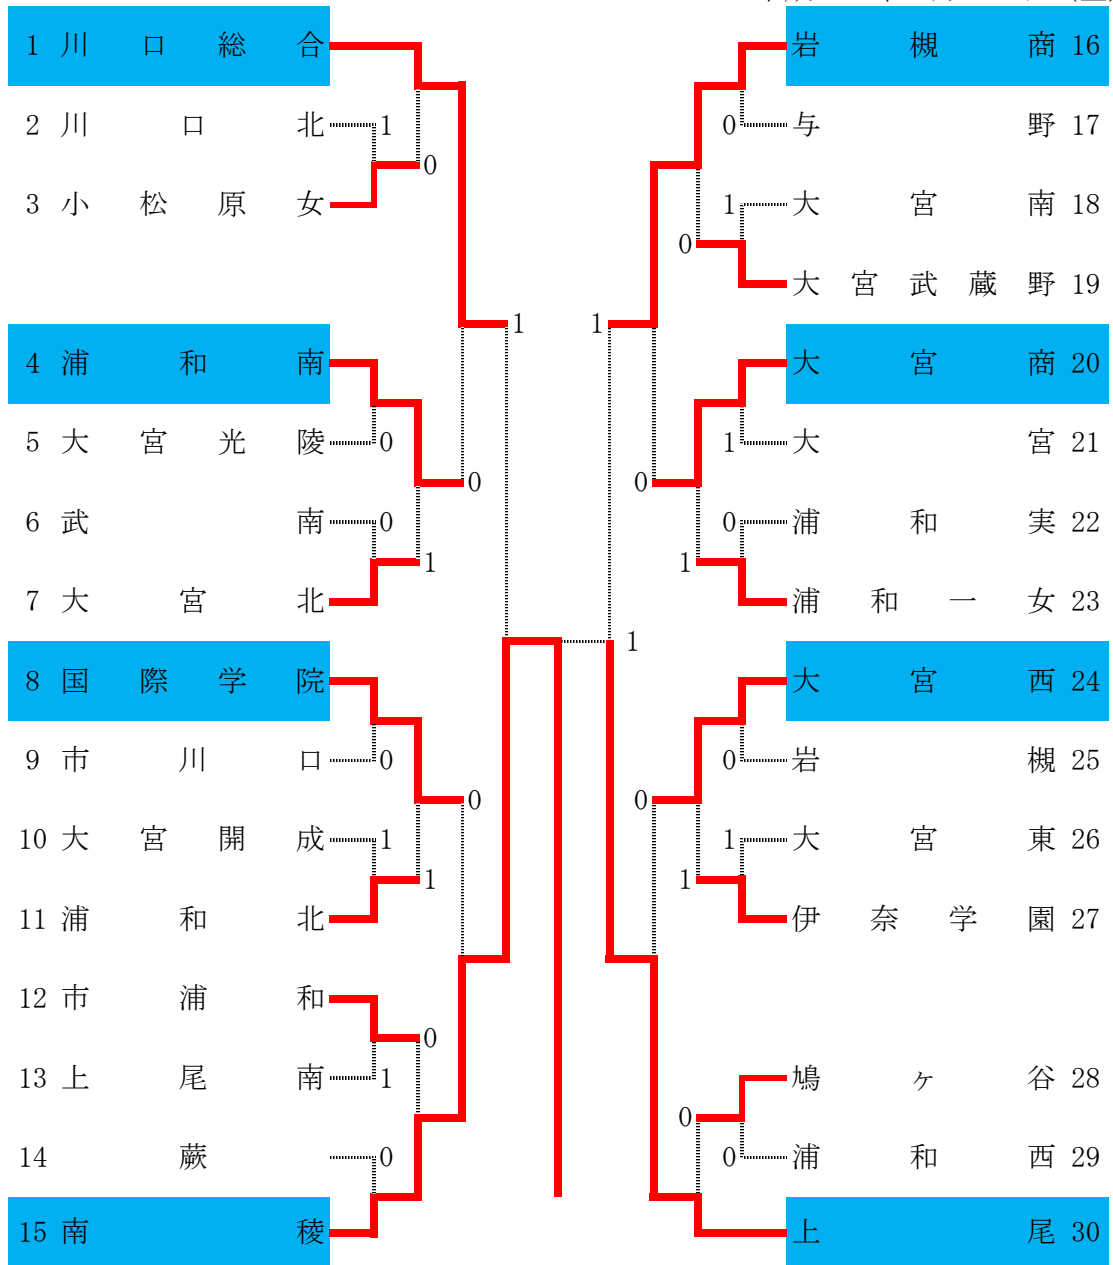 1 川口総合
2 川口北 1
0
3 小松原女
1
4 浦和南
5 大宮光陵 0
0
6 武南 0
1
7 大宮北
8 国際学院
9 市川口 0
0
10 大宮開成 1
1
11 浦和北
12 市浦和
0
13 上尾南 1
14 蕨 0
15 南稜
岩槻商 16
0 与野 17
1 大宮南 18
0
大宮武蔵野 19
1
大宮商 20
1 大宮 21
0
0 浦和実 22
1
浦和一女 23
1
大宮西 24
0 岩槻 25
0
1 大宮東 26
1
伊奈学園 27
鳩ヶ谷 28
0
0 浦和西 29
上尾 30